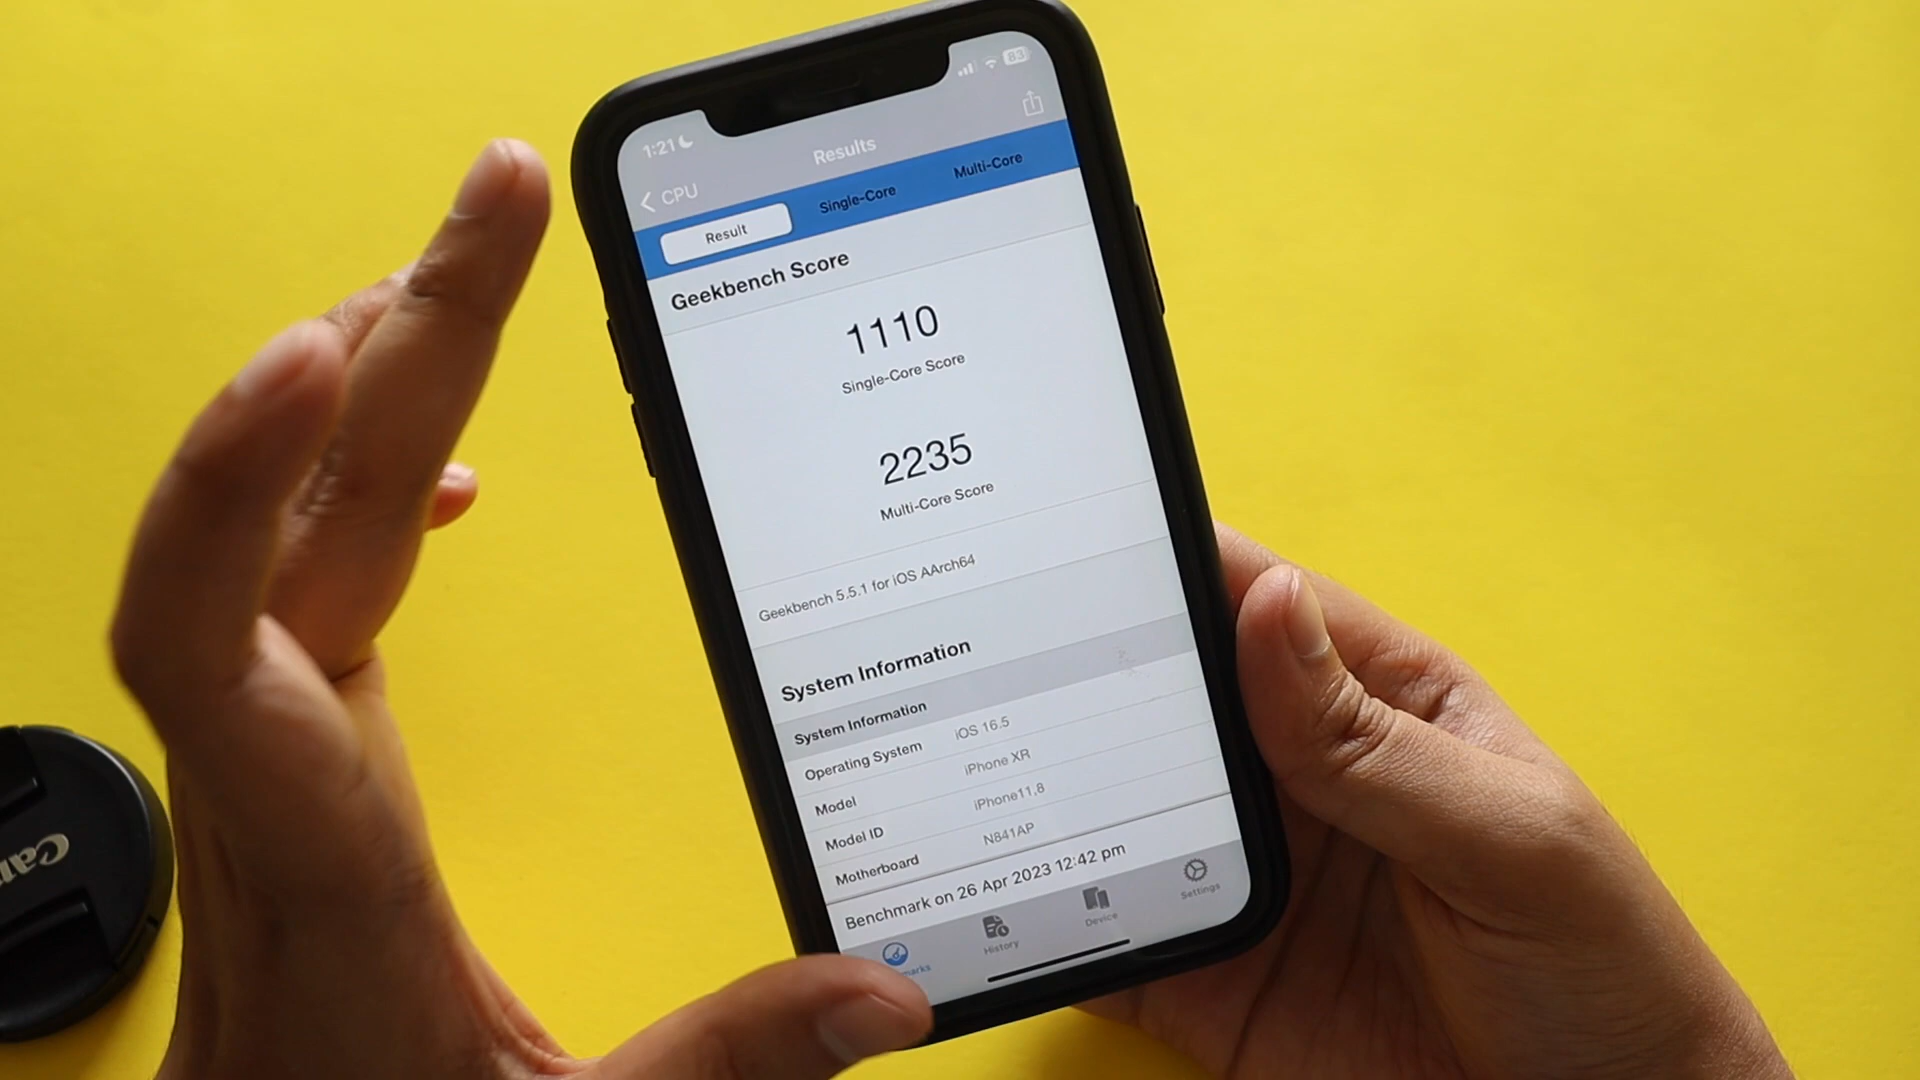 1:21
83
Results
CPU
Result
Single-Core
Multi-Core
Geekbench Score
1110
Single-Core Score
2235
Multi-Core Score
Geekbench 5.5.1 for iOS AArch64
System Information
System Information
Operating System iOS 16.5
Model iPhone XR
Model ID iPhone11,8
Motherboard N841AP
Benchmark on 26 Apr 2023 12:42 pm
marks
History
Device
Settings